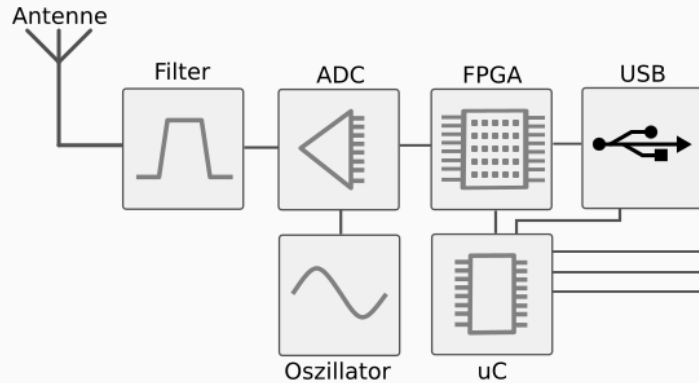 Antenne
Filter
ADC
FPGA
USB
Oszillator
uC